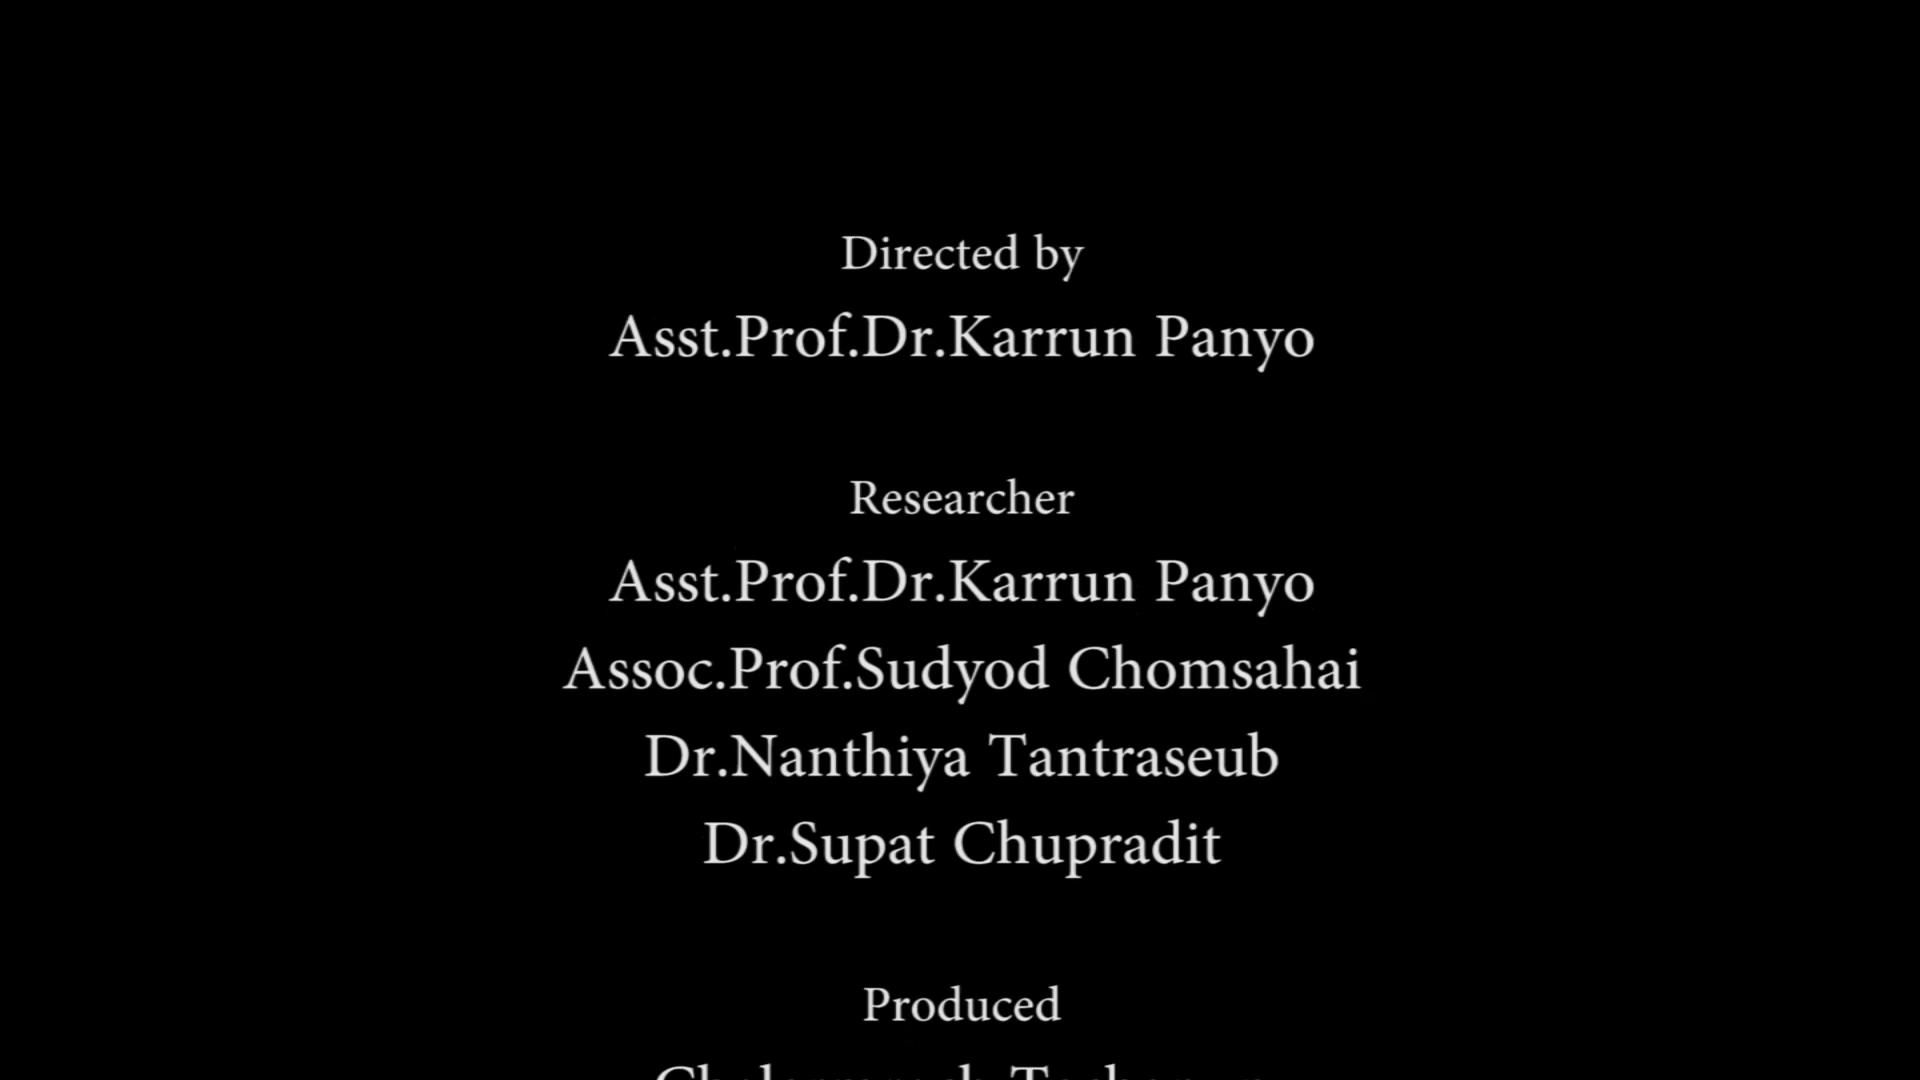 Directed by
Asst.Prof.Dr.Karrun Panyo
Researcher
Asst.Prof.Dr.Karrun Panyo
Assoc.Prof.Sudyod Chomsahai
Dr.Nanthiya Tantraseub
Dr.Supat Chupradit
Produced